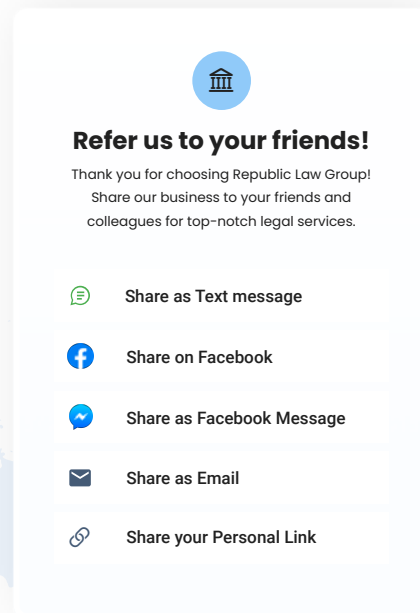 Refer us to your friends!
Thank you for choosing Republic Law Group!
Share our business to your friends and
colleagues for top-notch legal services.
Share as Text message
Share on Facebook
Share as Facebook Message
Share as Email
Share your Personal Link